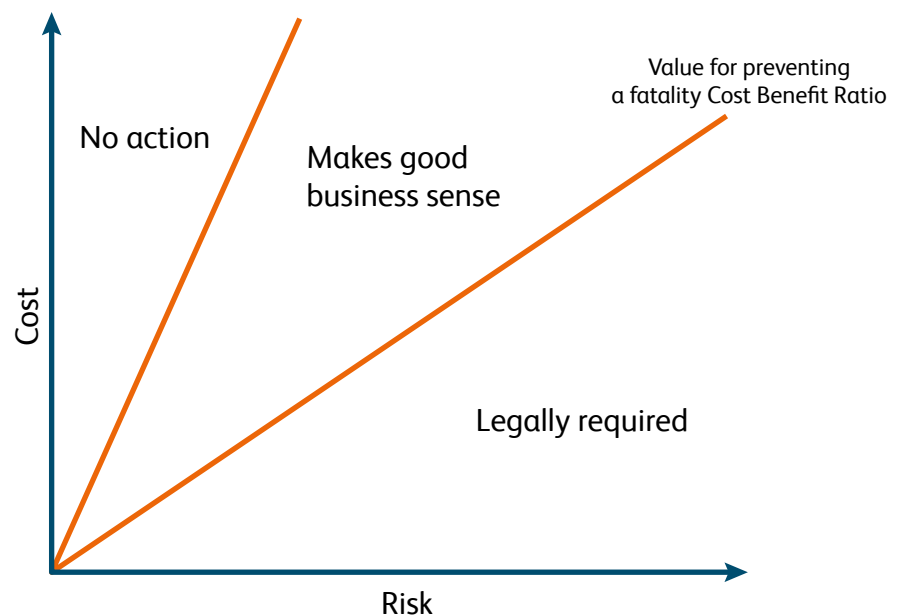 Value for preventing
a fatality Cost Benefit Ratio
No action
Makes good
business sense
Cost
Legally required
Risk